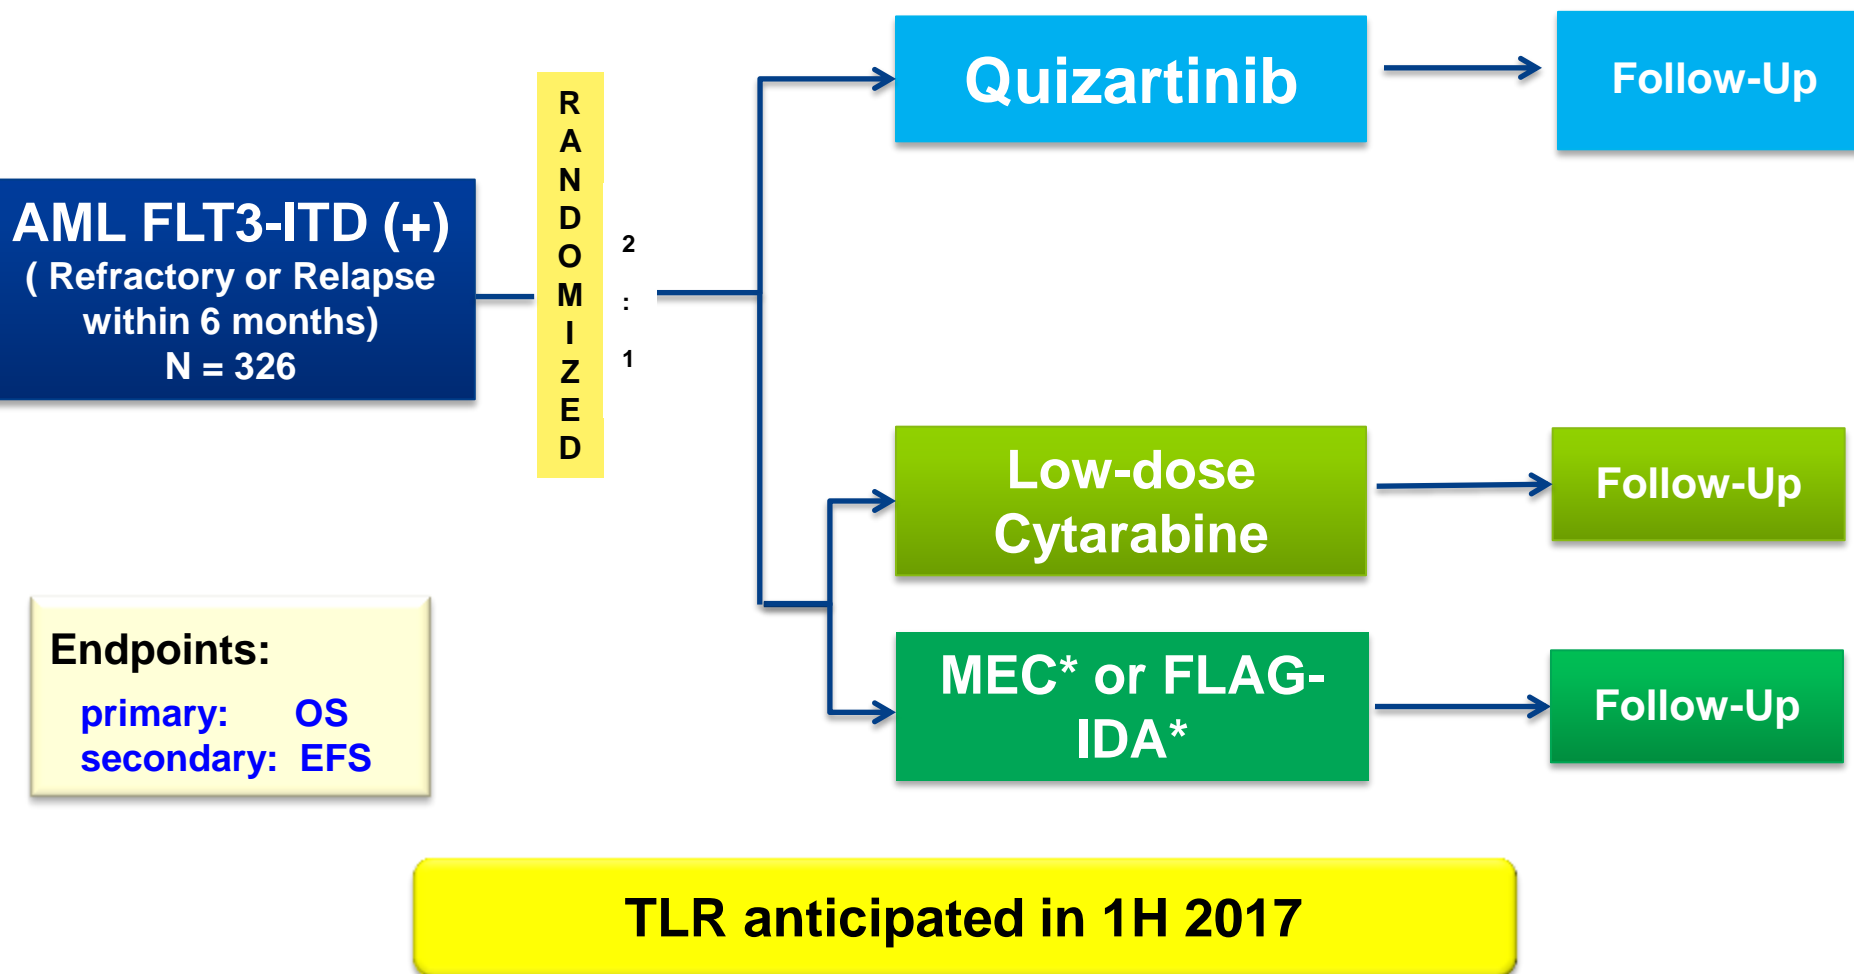 AML FLT3-ITD (+)
( Refractory or Relapse
within 6 months)
N = 326
RANDOMIZED
2
:
1
Quizartinib
Follow-Up
Low-dose
Cytarabine
Follow-Up
MEC* or FLAG-
IDA*
Follow-Up
Endpoints:
primary: OS
secondary: EFS
TLR anticipated in 1H 2017